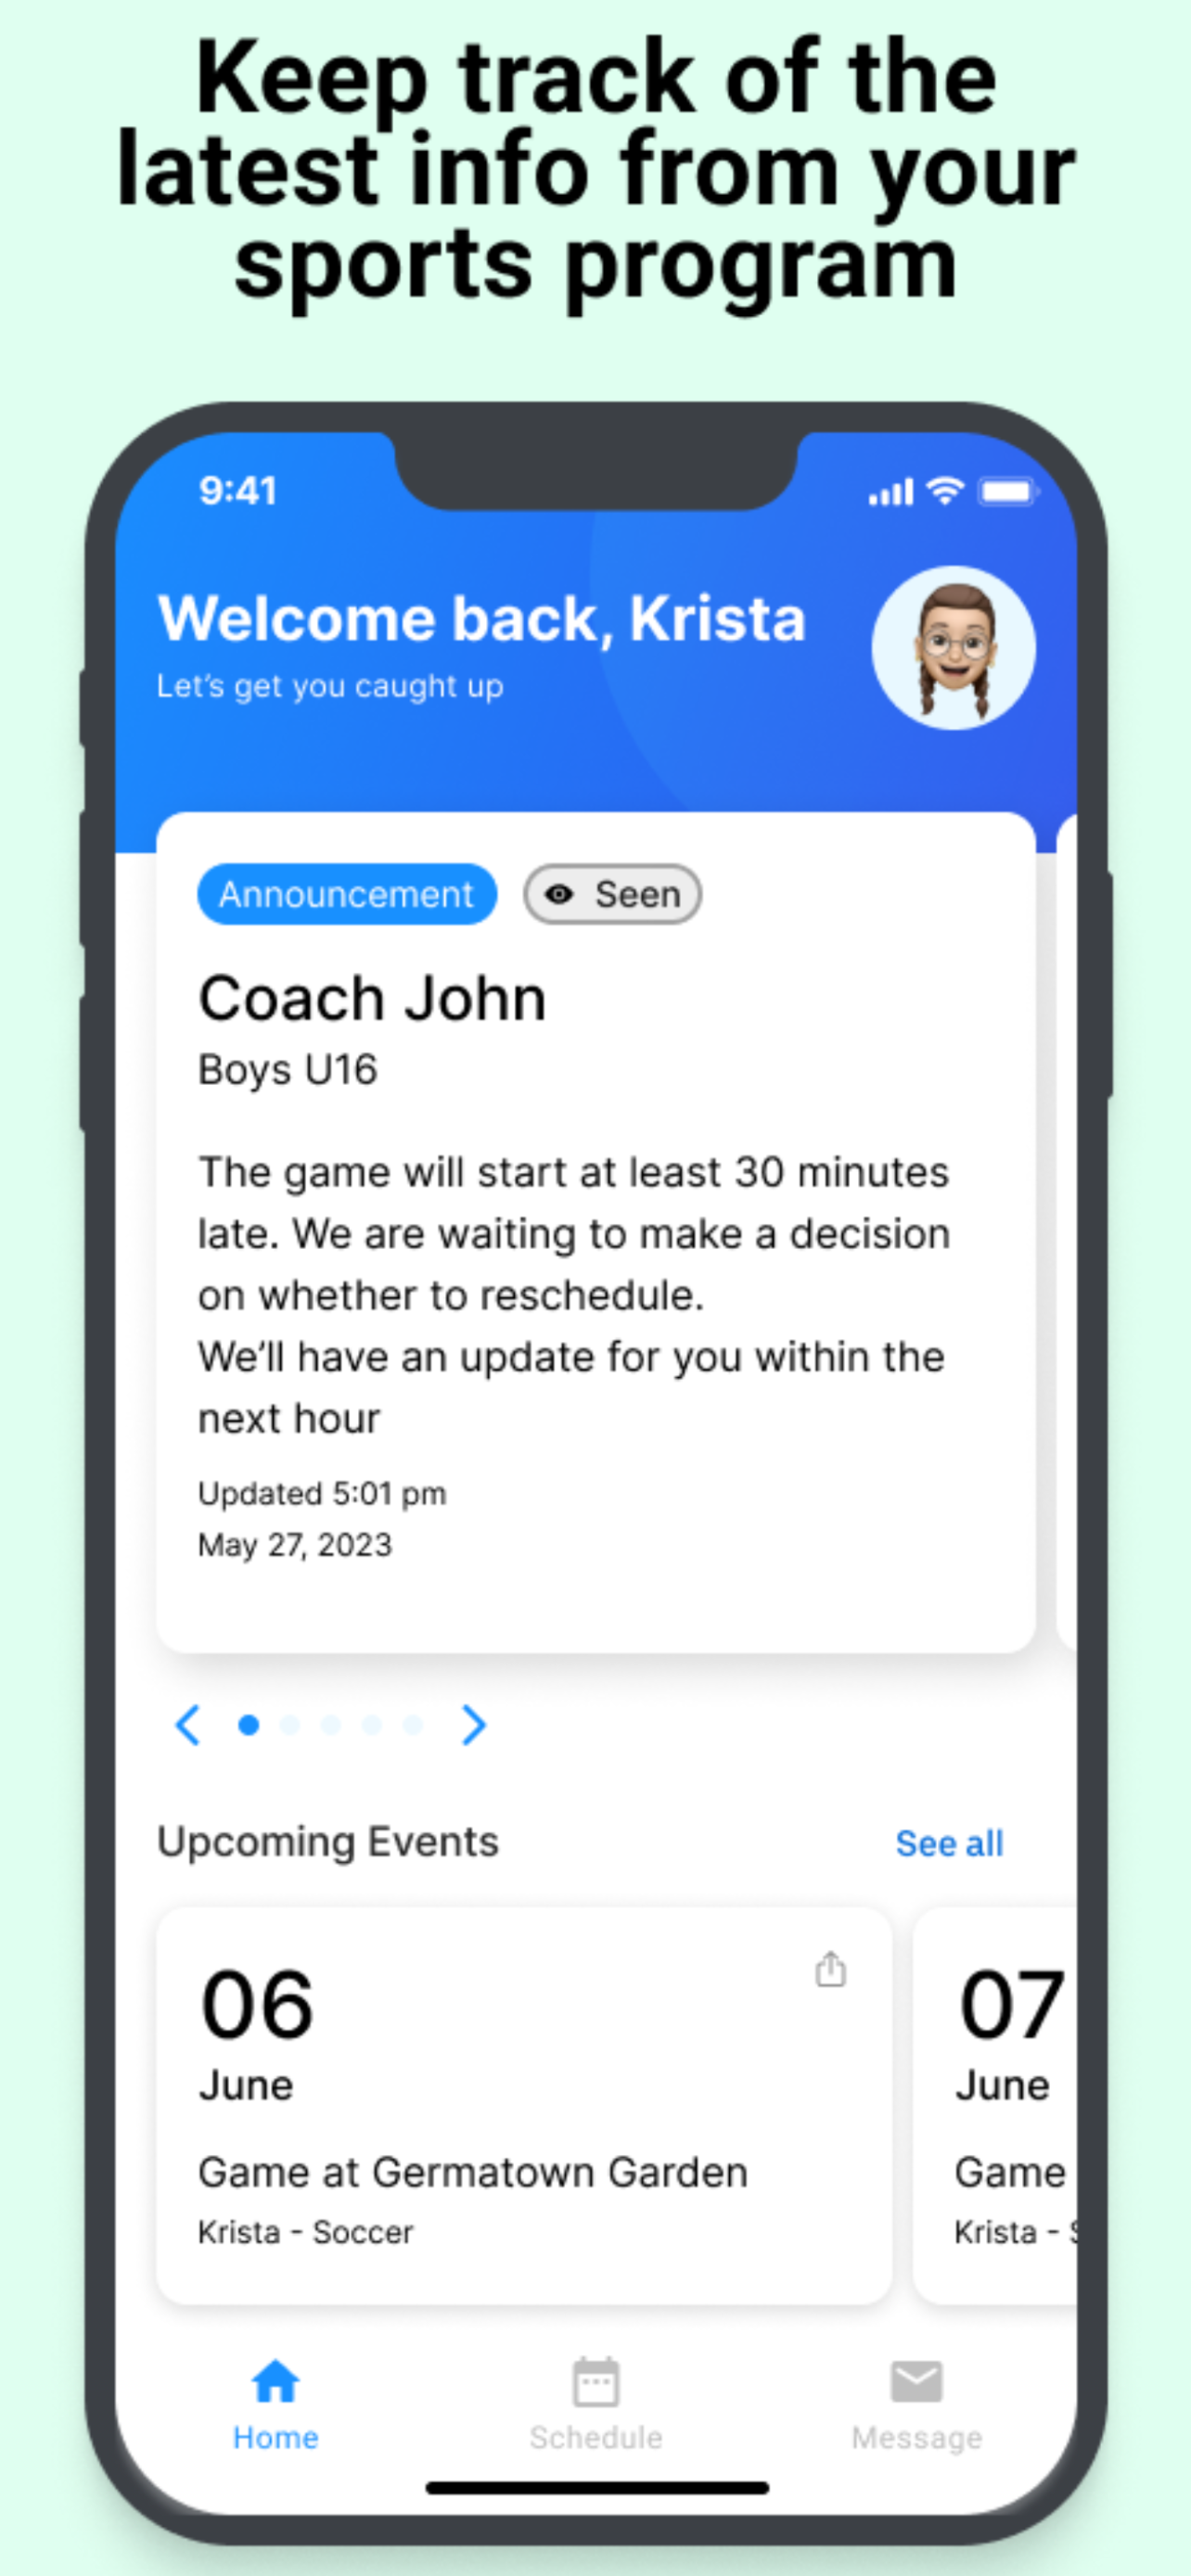 Keep track of the
latest info from your
sports program
9:41
Welcome back, Krista
Let's get you caught up
Announcement
Seen
Coach John
Boys U16
The game will start at least 30 minutes
late. We are waiting to make a decision
on whether to reschedule.
We'll have an update for you within the
next hour
Updated 5:01 pm
May 27, 2023
Upcoming Events
See all
06
June
Game at Germatown Garden
Krista - Soccer
07
June
Game
Krista -
Home
Schedule
Message